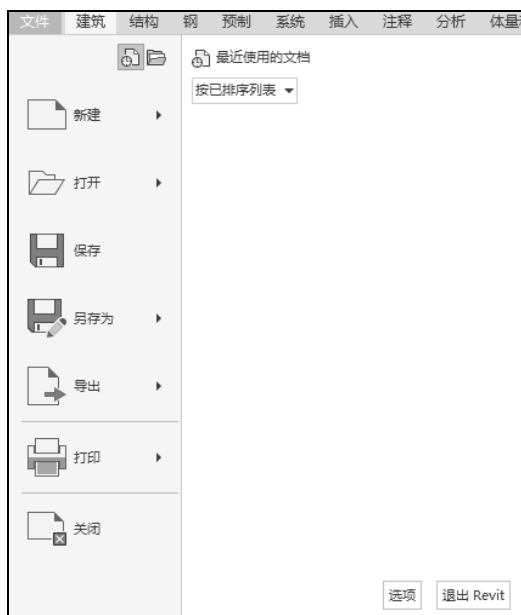 文件 建筑 结构 钢 预制 系统 插入 注释 分析 体量
最近使用的文档
按已排序列表
新建
打开
保存
另存为
导出
打印
关闭
选项 退出 Revit